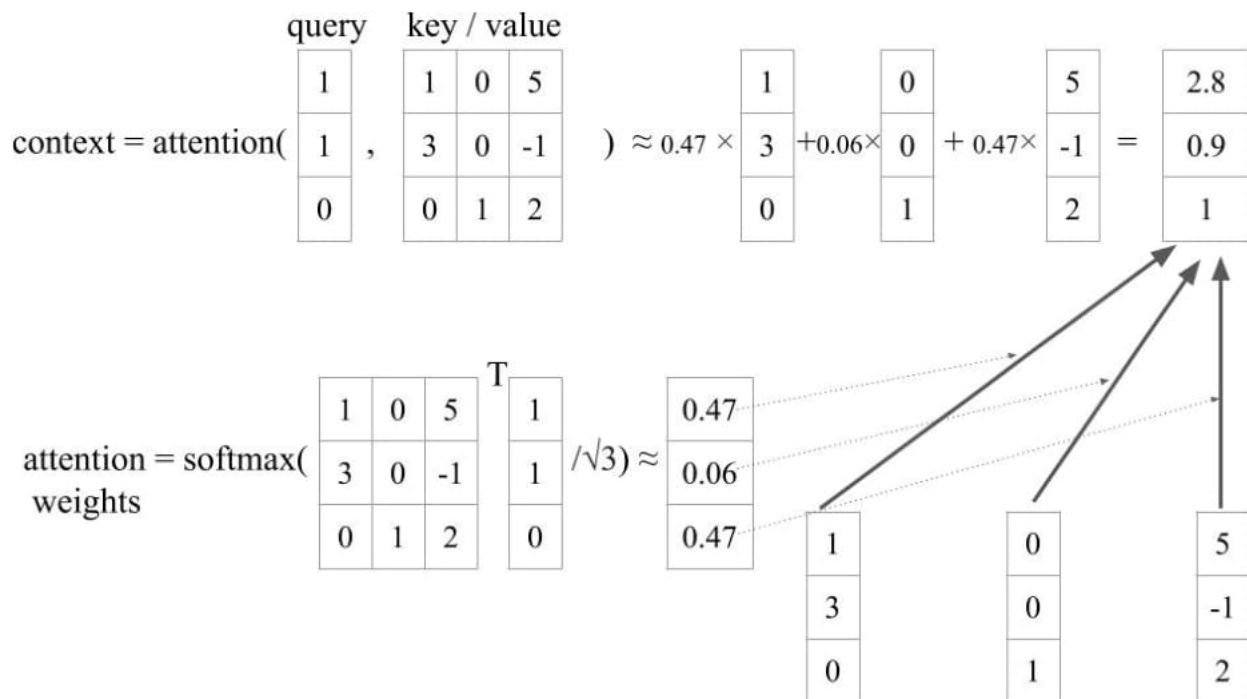 query key / value
1 1 0 5 1 0 5 2.8
context = attention( 1 , 3 0 -1 ) ≈ 0.47 × 3 +0.06× 0 + 0.47× -1 = 0.9
0 0 1 2 0 1 2 1
T
1 0 5 1 0.47
attention = softmax( 3 0 -1 1 /√3) ≈ 0.06
weights
0 1 2 0 0.47
1 0 5
3 0 -1
0 1 2